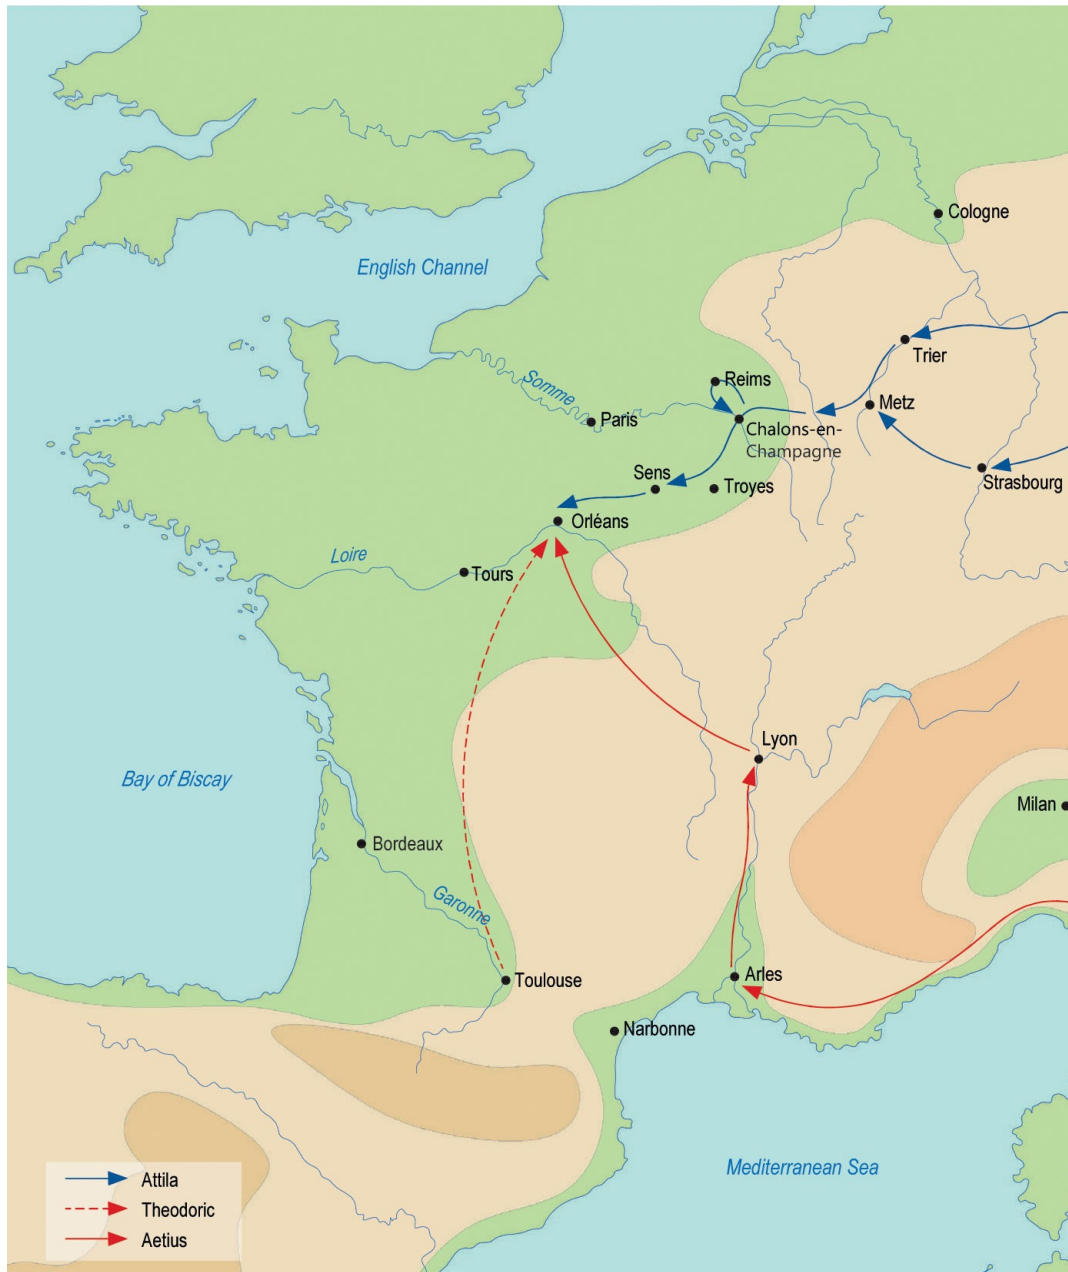 Cologne
English Channel
Trier
Reims
Somme
Metz
Paris
Chalons-en-
Champagne
Sens
Troyes
Strasbourg
Orléans
Loire
Tours
Lyon
Bay of Biscay
Milan
Bordeaux
Garonne
Toulouse
Arles
Narbonne
Mediterranean Sea
Attila
Theodoric
Aetius